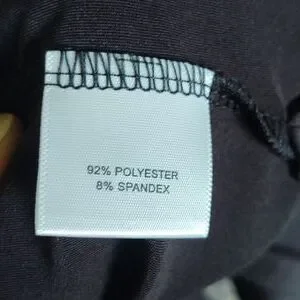 92% POLYESTER
8% SPANDEX